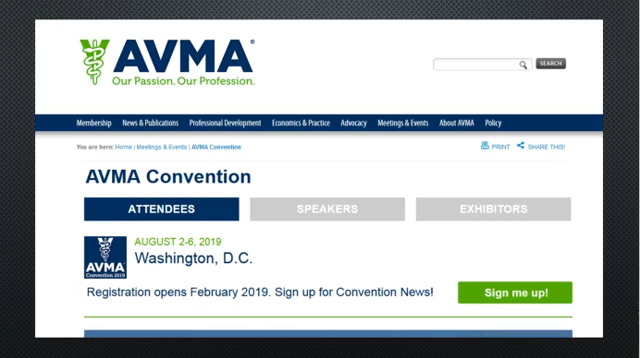 AVMA®
Our Passion. Our Profession.
SEARCH
Membership News & Publications Professional Development Economics & Practice Advocacy Meetings & Events About AVMA Policy
You are here: Home | Meetings & Events | AVMA Convention
PRINT SHARE THIS!
AVMA Convention
ATTENDEES SPEAKERS EXHIBITORS
AVMA
Convention 2019
AUGUST 2-6, 2019
Washington, D.C.
Registration opens February 2019. Sign up for Convention News!
Sign me up!